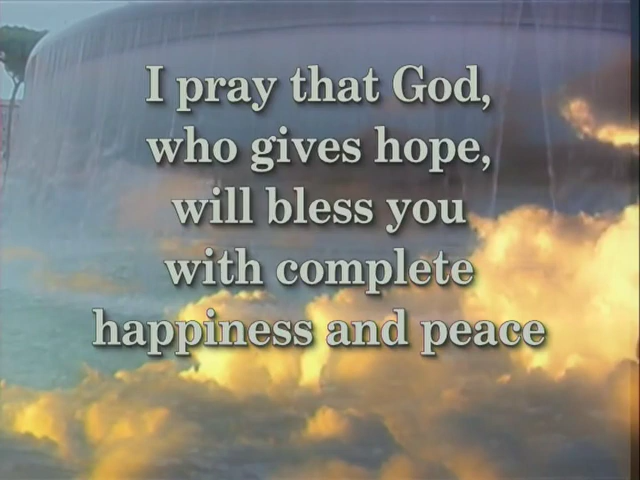 I pray that God,
who gives hope,
will bless you
with complete
happiness and peace